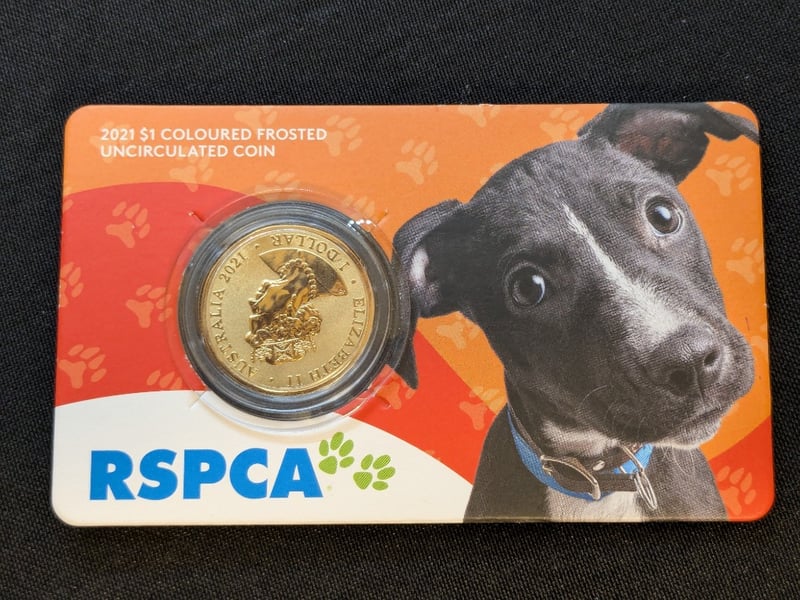 2021 $1 COLOURED FROSTED
UNCIRCULATED COIN
ELIZABETH II • AUSTRALIA 2021 • 1 DOLLAR •
RSPCA